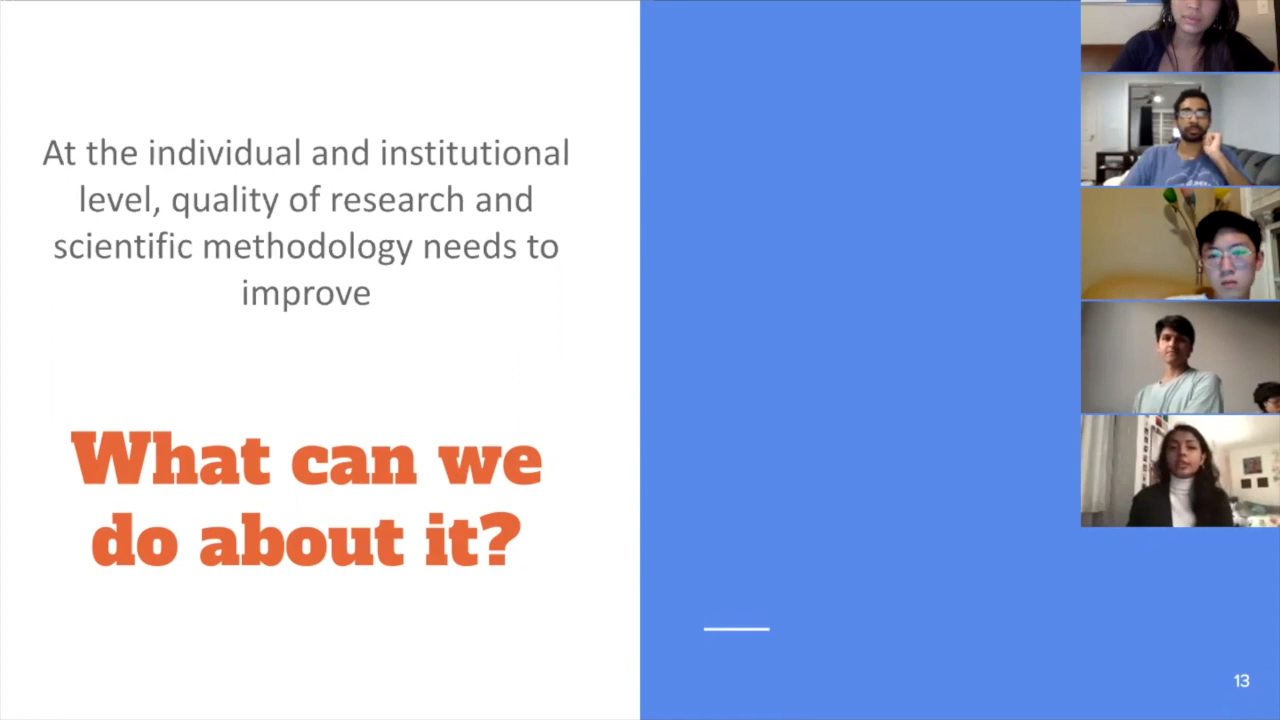 At the individual and institutional
level, quality of research and
scientific methodology needs to
improve
What can we
do about it?
13